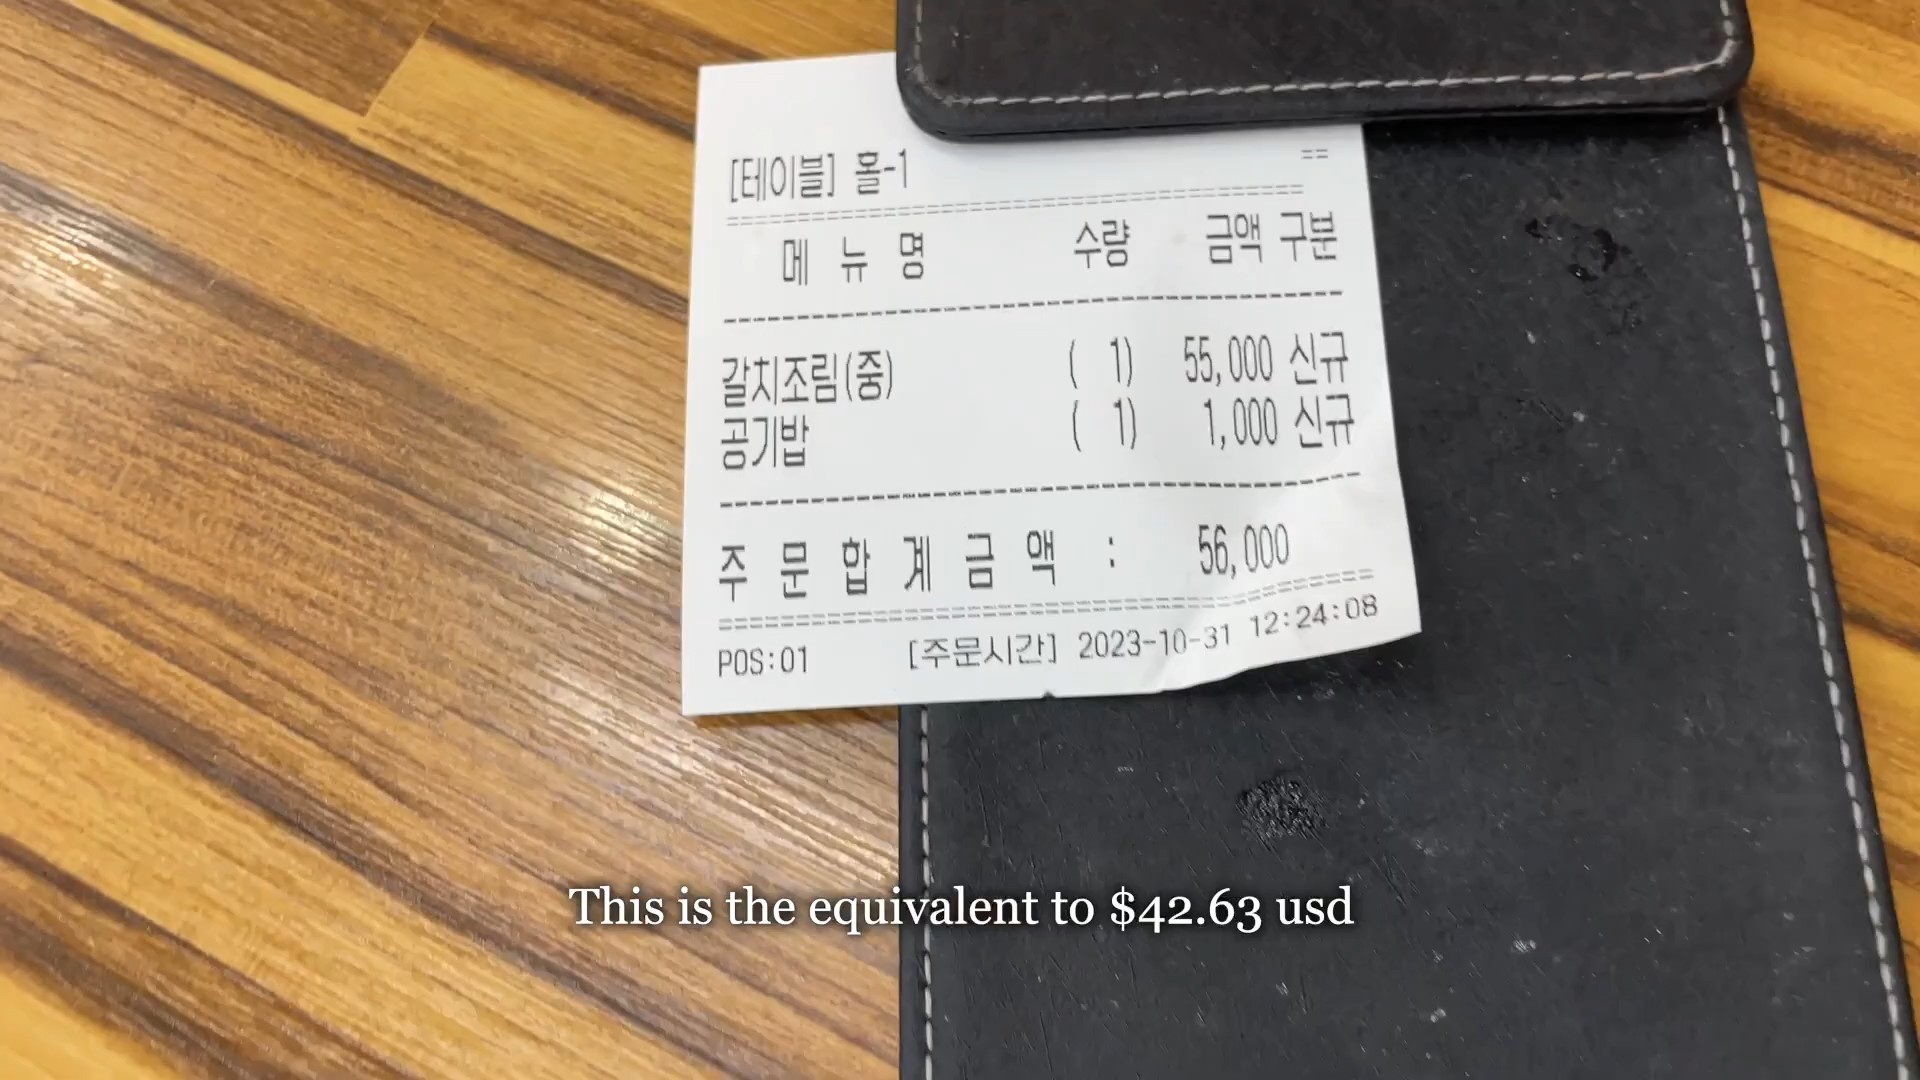 [테이블] 홀-1 ==
메 뉴 명 수량 금액 구분
갈치조림(중) ( 1) 55,000 신규
공기밥 ( 1) 1,000 신규
주 문 합 계 금 액 : 56,000
POS:01 [주문시간] 2023-10-31 12:24:08
This is the equivalent to $42.63 usd